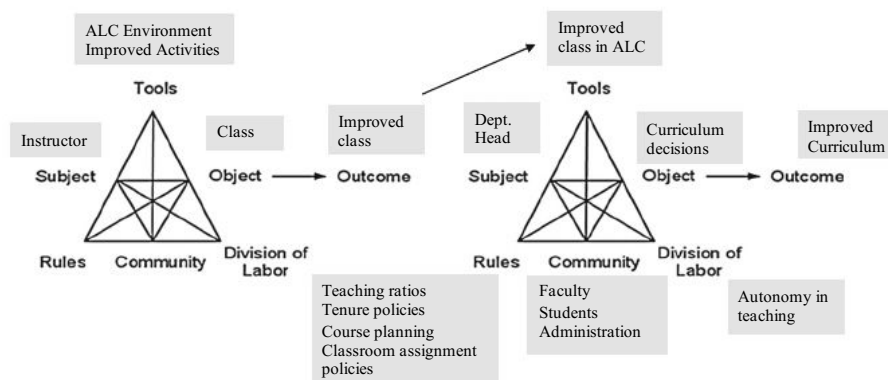 ALC Environment
Improved Activities
Tools
Instructor
Class
Improved
class
Subject
Object
Outcome
Rules
Community
Division of
Labor
Improved
class in ALC
Tools
Dept.
Head
Curriculum
decisions
Improved
Curriculum
Subject
Object
Outcome
Rules
Community
Division of
Labor
Teaching ratios
Tenure policies
Course planning
Classroom assignment
policies
Faculty
Students
Administration
Autonomy in
teaching